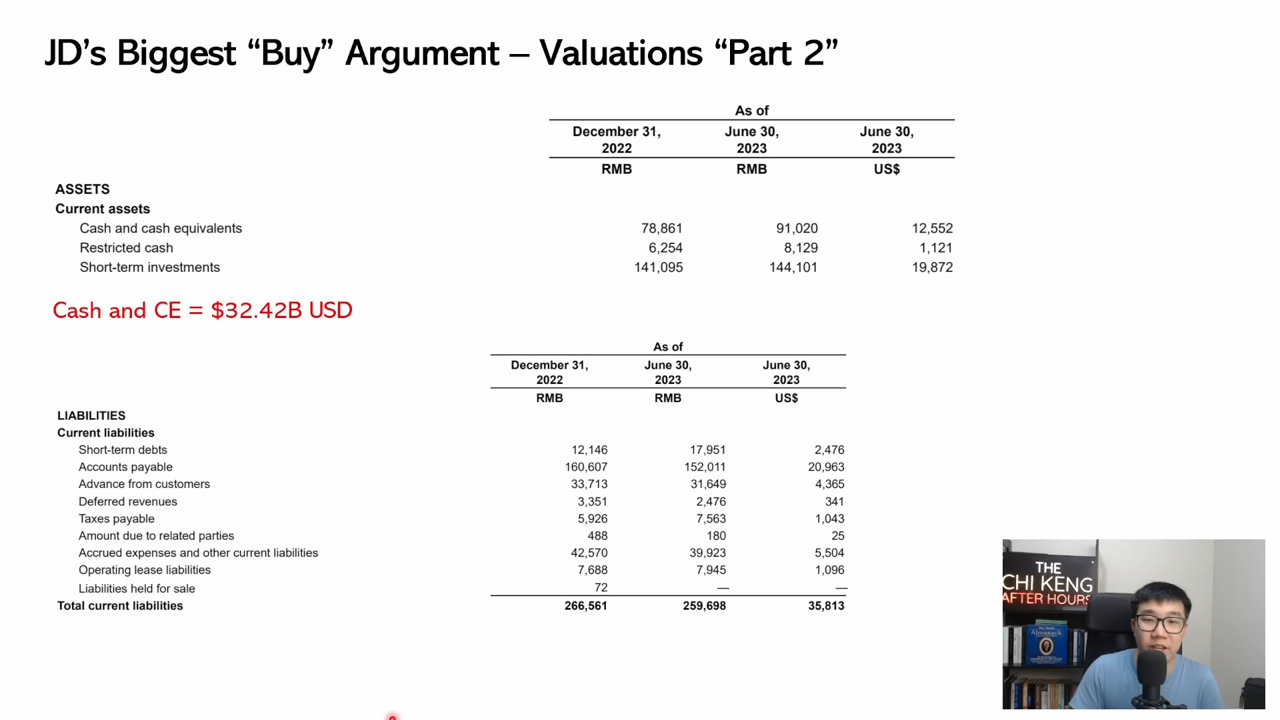 JD's Biggest “Buy” Argument – Valuations “Part 2”
As of
December 31, June 30, June 30,
2022 2023 2023
RMB RMB US$
ASSETS
Current assets
Cash and cash equivalents 78,861 91,020 12,552
Restricted cash 6,254 8,129 1,121
Short-term investments 141,095 144,101 19,872
Cash and CE = $32.42B USD
As of
December 31, June 30, June 30,
2022 2023 2023
RMB RMB US$
LIABILITIES
Current liabilities
Short-term debts 12,146 17,951 2,476
Accounts payable 160,607 152,011 20,963
Advance from customers 33,713 31,649 4,365
Deferred revenues 3,351 2,476 341
Taxes payable 5,926 7,563 1,043
Amount due to related parties 488 180 25
Accrued expenses and other current liabilities 42,570 39,923 5,504
Operating lease liabilities 7,688 7,945 1,096
Liabilities held for sale 72 — —
Total current liabilities 266,561 259,698 35,813
THE
CHI KENG
AFTER HOURS
Almanack